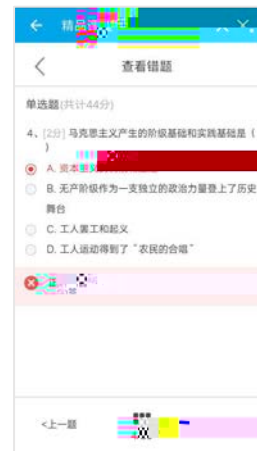 精品
查看错题
单选题(共计44分)
4、[2分] 马克思主义产生的阶级基础和实践基础是（
）
A. 资本
B. 无产阶级作为一支独立的政治力量登上了历史
舞台
C. 工人罢工和起义
D. 工人运动得到了“农民的合唱”
正
<上一题